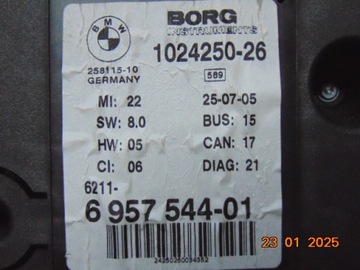 BMW
BORG
INSTRUMENTS
1024250-26
258115-10
GERMANY
589
MI: 22
25-07-05
SW: 8.0
BUS: 15
HW: 05
CAN: 17
CI: 06
DIAG: 21
6211-
6 957 544-01
24250260034352
23 01 2025